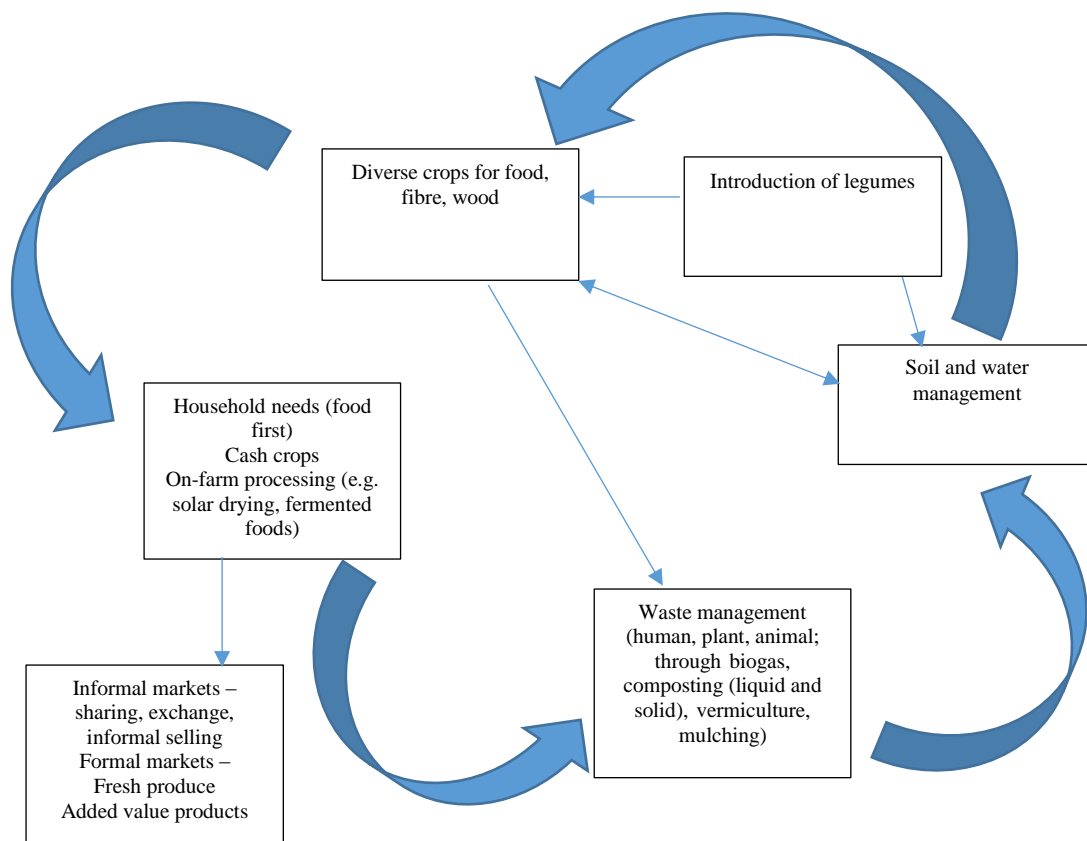 Diverse crops for food,
fibre, wood
Introduction of legumes
Soil and water
management
Household needs (food
first)
Cash crops
On-farm processing (e.g.
solar drying, fermented
foods)
Waste management
(human, plant, animal;
through biogas,
composting (liquid and
solid), vermiculture,
mulching)
Informal markets –
sharing, exchange,
informal selling
Formal markets –
Fresh produce
Added value products